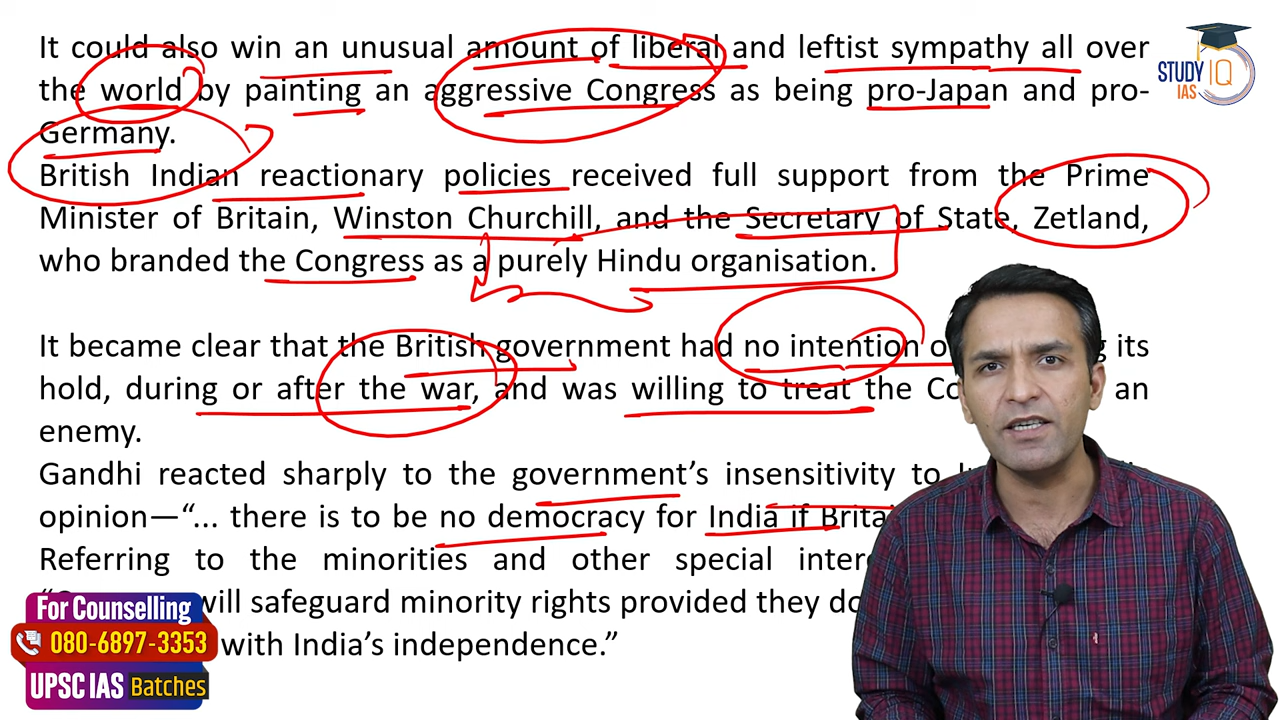 It could also win an unusual amount of liberal and leftist sympathy all over
the world by painting an aggressive Congress as being pro-Japan and pro-
Germany.
British Indian reactionary policies received full support from the Prime
Minister of Britain, Winston Churchill, and the Secretary of State, Zetland,
who branded the Congress as a purely Hindu organisation.
It became clear that the British government had no intention its
hold, during or after the war, and was willing to treat the an
enemy.
Gandhi reacted sharply to the government’s insensitivity to
opinion—“... there is to be no democracy for India if
Referring to the minorities and other special
will safeguard minority rights provided they
with India’s independence.”
STUDY IQ
IAS
For Counselling
080-6897-3353
UPSC IAS Batches